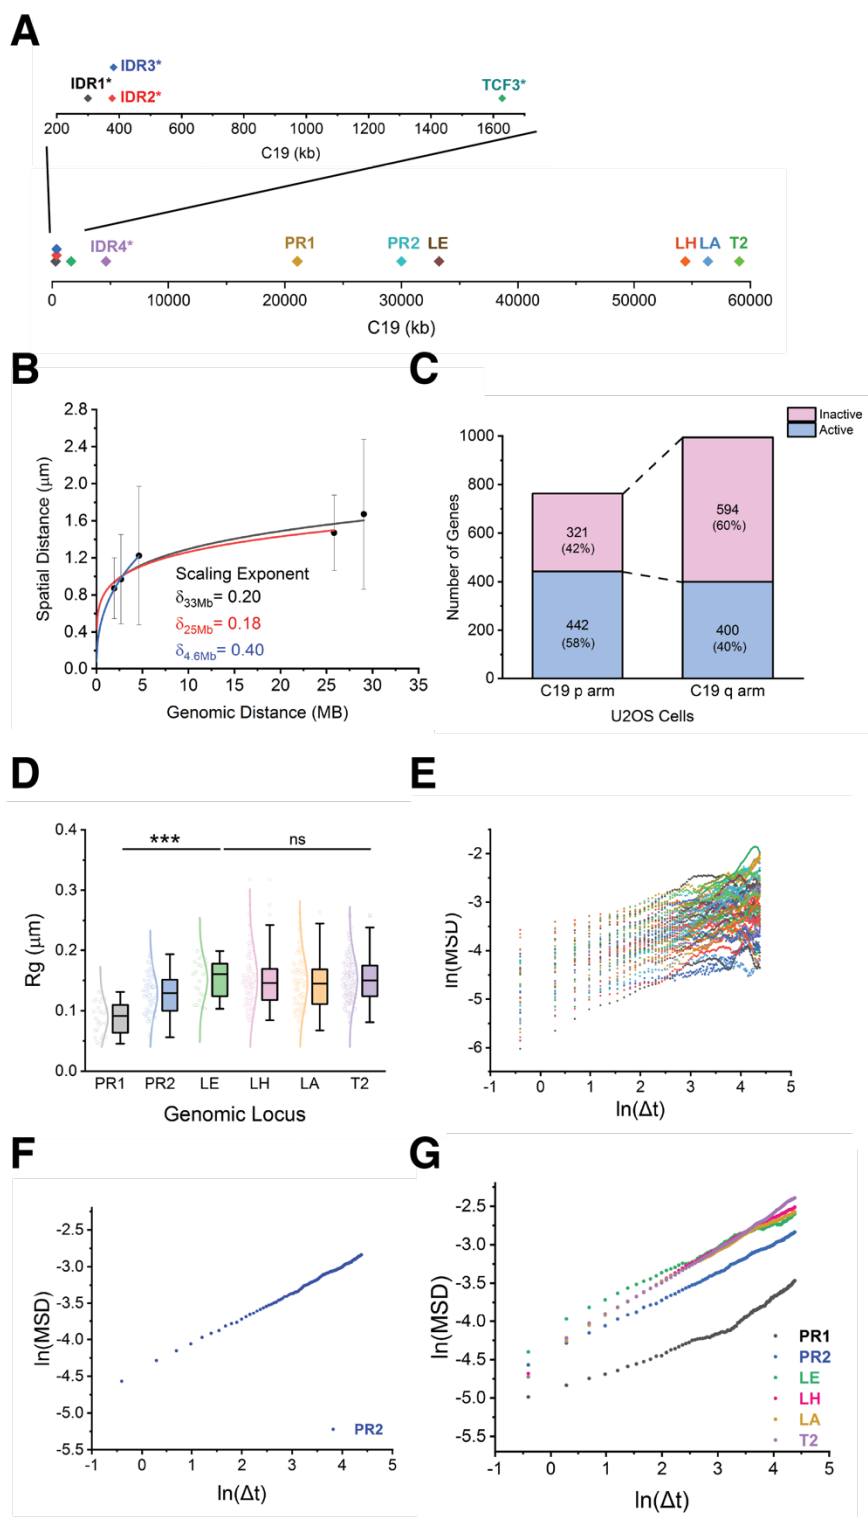 A
IDR3*
IDR1*
IDR2*
TCF3*
200 400 600 800 1000 1200 1400 1600
C19 (kb)
IDR4*
PR1
PR2
LE
LH
LA
T2
0 10000 20000 30000 40000 50000 60000
C19 (kb)
B
2.8
2.4
2.0
1.6
1.2
0.8
0.4
0.0
Spatial Distance (μm)
Scaling Exponent
δ33Mb= 0.20
δ25Mb= 0.18
δ4.6Mb= 0.40
0 5 10 15 20 25 30 35
Genomic Distance (MB)
C
Inactive
Active
1000
800
600
400
200
0
Number of Genes
321
(42%)
594
(60%)
442
(58%)
400
(40%)
C19 p arm
C19 q arm
U2OS Cells
D
0.4
0.3
0.2
0.1
0.0
Rg (μm)
***
ns
PR1 PR2 LE LH LA T2
Genomic Locus
E
-2
-3
-4
-5
-6
ln(MSD)
-1 0 1 2 3 4 5
ln(Δt)
F
-2.5
-3.0
-3.5
-4.0
-4.5
-5.0
-5.5
ln(MSD)
PR2
-1 0 1 2 3 4 5
ln(Δt)
G
-2.5
-3.0
-3.5
-4.0
-4.5
-5.0
-5.5
ln(MSD)
PR1
PR2
LE
LH
LA
T2
-1 0 1 2 3 4 5
ln(Δt)